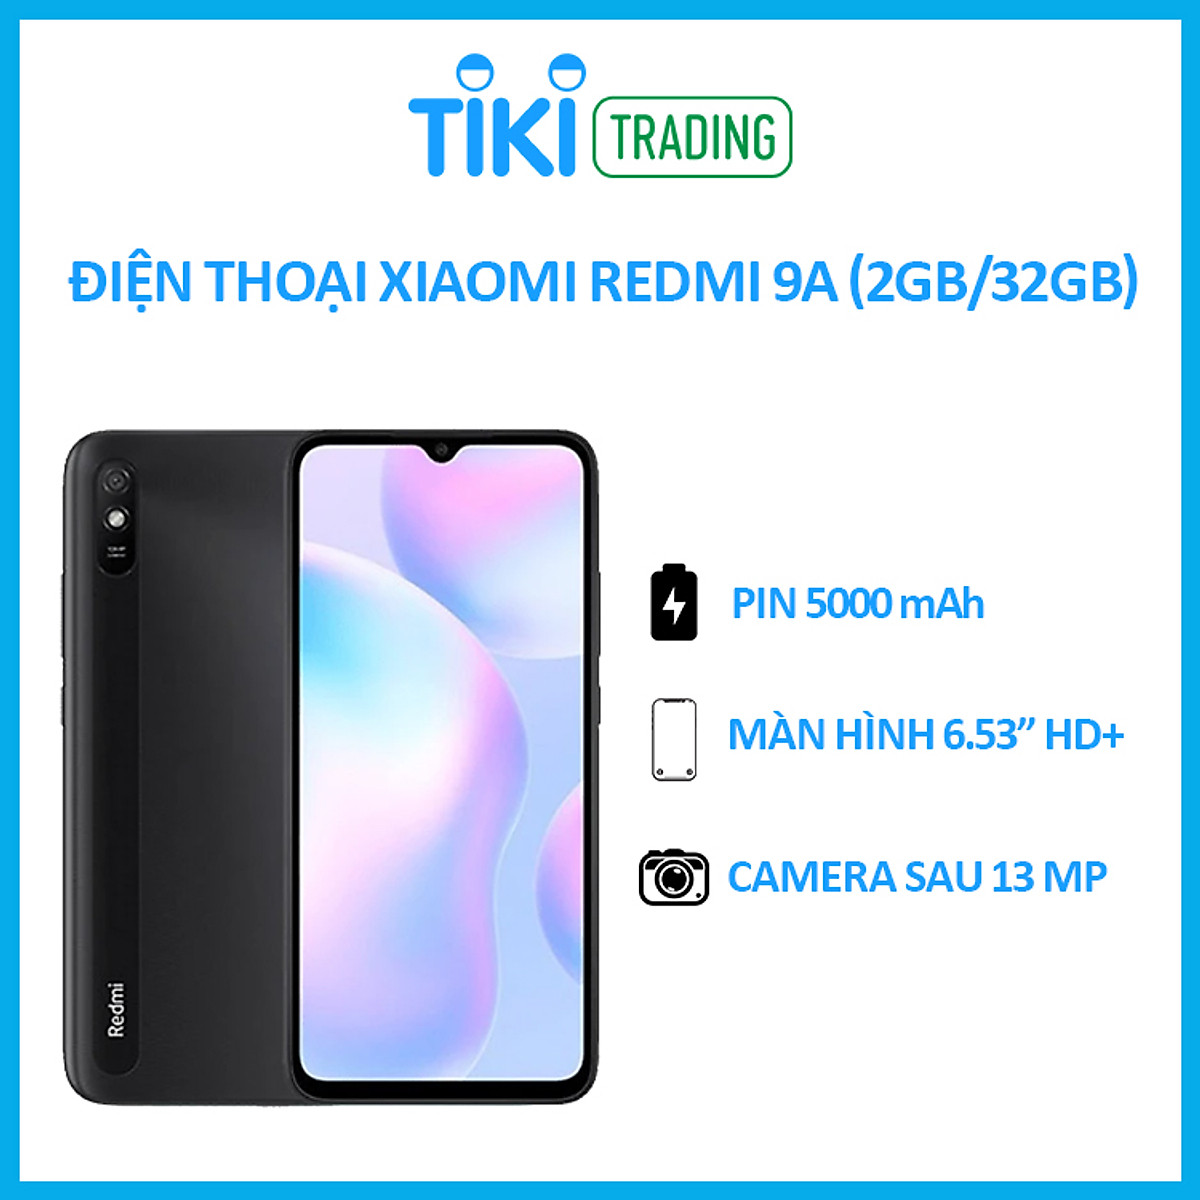 TiKi TRADING
ĐIỆN THOẠI XIAOMI REDMI 9A (2GB/32GB)
PIN 5000 mAh
MÀN HÌNH 6.53” HD+
CAMERA SAU 13 MP
Redmi